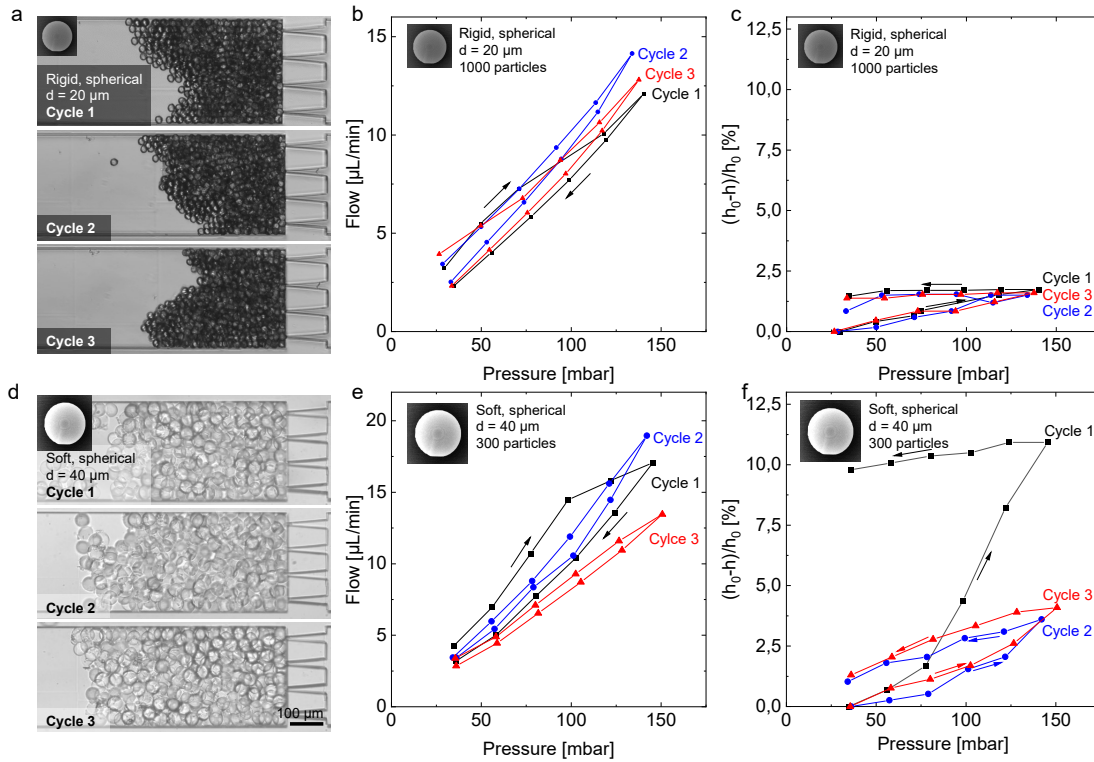 a
Rigid, spherical
d = 20 µm
Cycle 1
Cycle 2
Cycle 3
b
Rigid, spherical
d = 20 µm
1000 particles
Cycle 2
Cycle 3
Cycle 1
15
10
5
0
Flow [µL/min]
0 50 100 150
Pressure [mbar]
c
Rigid, spherical
d = 20 µm
1000 particles
Cycle 1
Cycle 3
Cycle 2
12,5
10,0
7,5
5,0
2,5
0,0
(h0-h)/h0 [%]
0 50 100 150
Pressure [mbar]
d
Soft, spherical
d = 40 µm
Cycle 1
Cycle 2
Cycle 3
100 µm
e
Soft, spherical
d = 40 µm
300 particles
Cycle 2
Cycle 1
Cylce 3
20
15
10
5
0
Flow [µL/min]
0 50 100 150
Pressure [mbar]
f
Soft, spherical
d = 40 µm
300 particles
Cycle 1
Cycle 3
Cycle 2
12,5
10,0
7,5
5,0
2,5
0,0
(h0-h)/h0 [%]
0 50 100 150
Pressure [mbar]